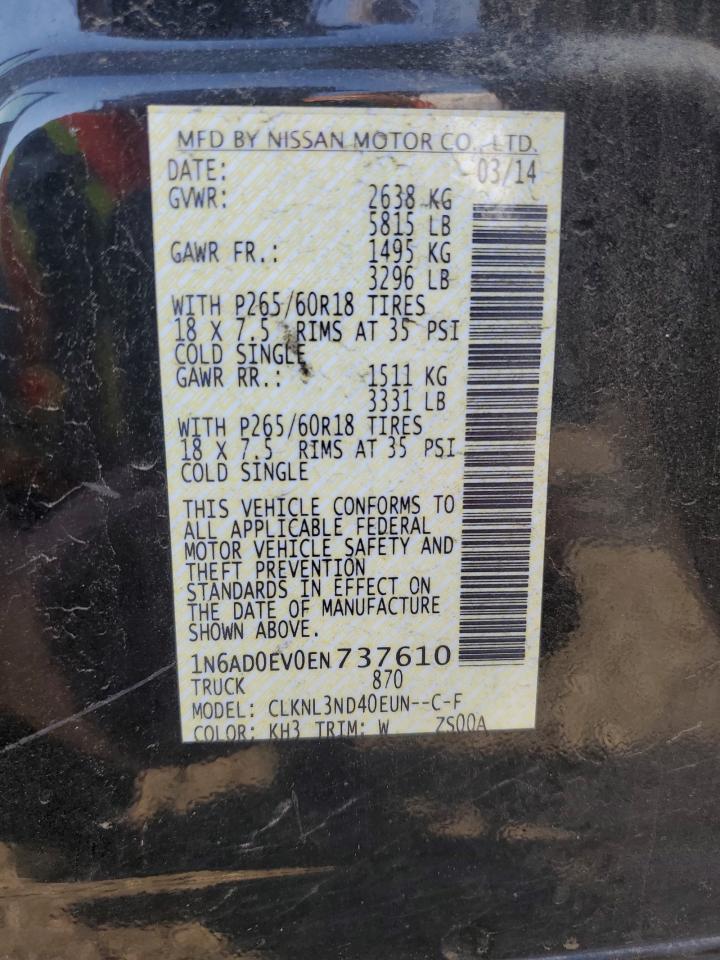 MFD BY NISSAN MOTOR CO., LTD.
DATE: 03/14
GVWR: 2638 KG
5815 LB
GAWR FR.: 1495 KG
3296 LB
WITH P265/60R18 TIRES
18 X 7.5 RIMS AT 35 PSI
COLD SINGLE
GAWR RR.: 1511 KG
3331 LB
WITH P265/60R18 TIRES
18 X 7.5 RIMS AT 35 PSI
COLD SINGLE
THIS VEHICLE CONFORMS TO
ALL APPLICABLE FEDERAL
MOTOR VEHICLE SAFETY AND
THEFT PREVENTION
STANDARDS IN EFFECT ON
THE DATE OF MANUFACTURE
SHOWN ABOVE.
1N6AD0EV0EN737610
TRUCK 870
MODEL: CLKNL3ND40EUN--C-F
COLOR: KH3 TRIM: W ZS00A